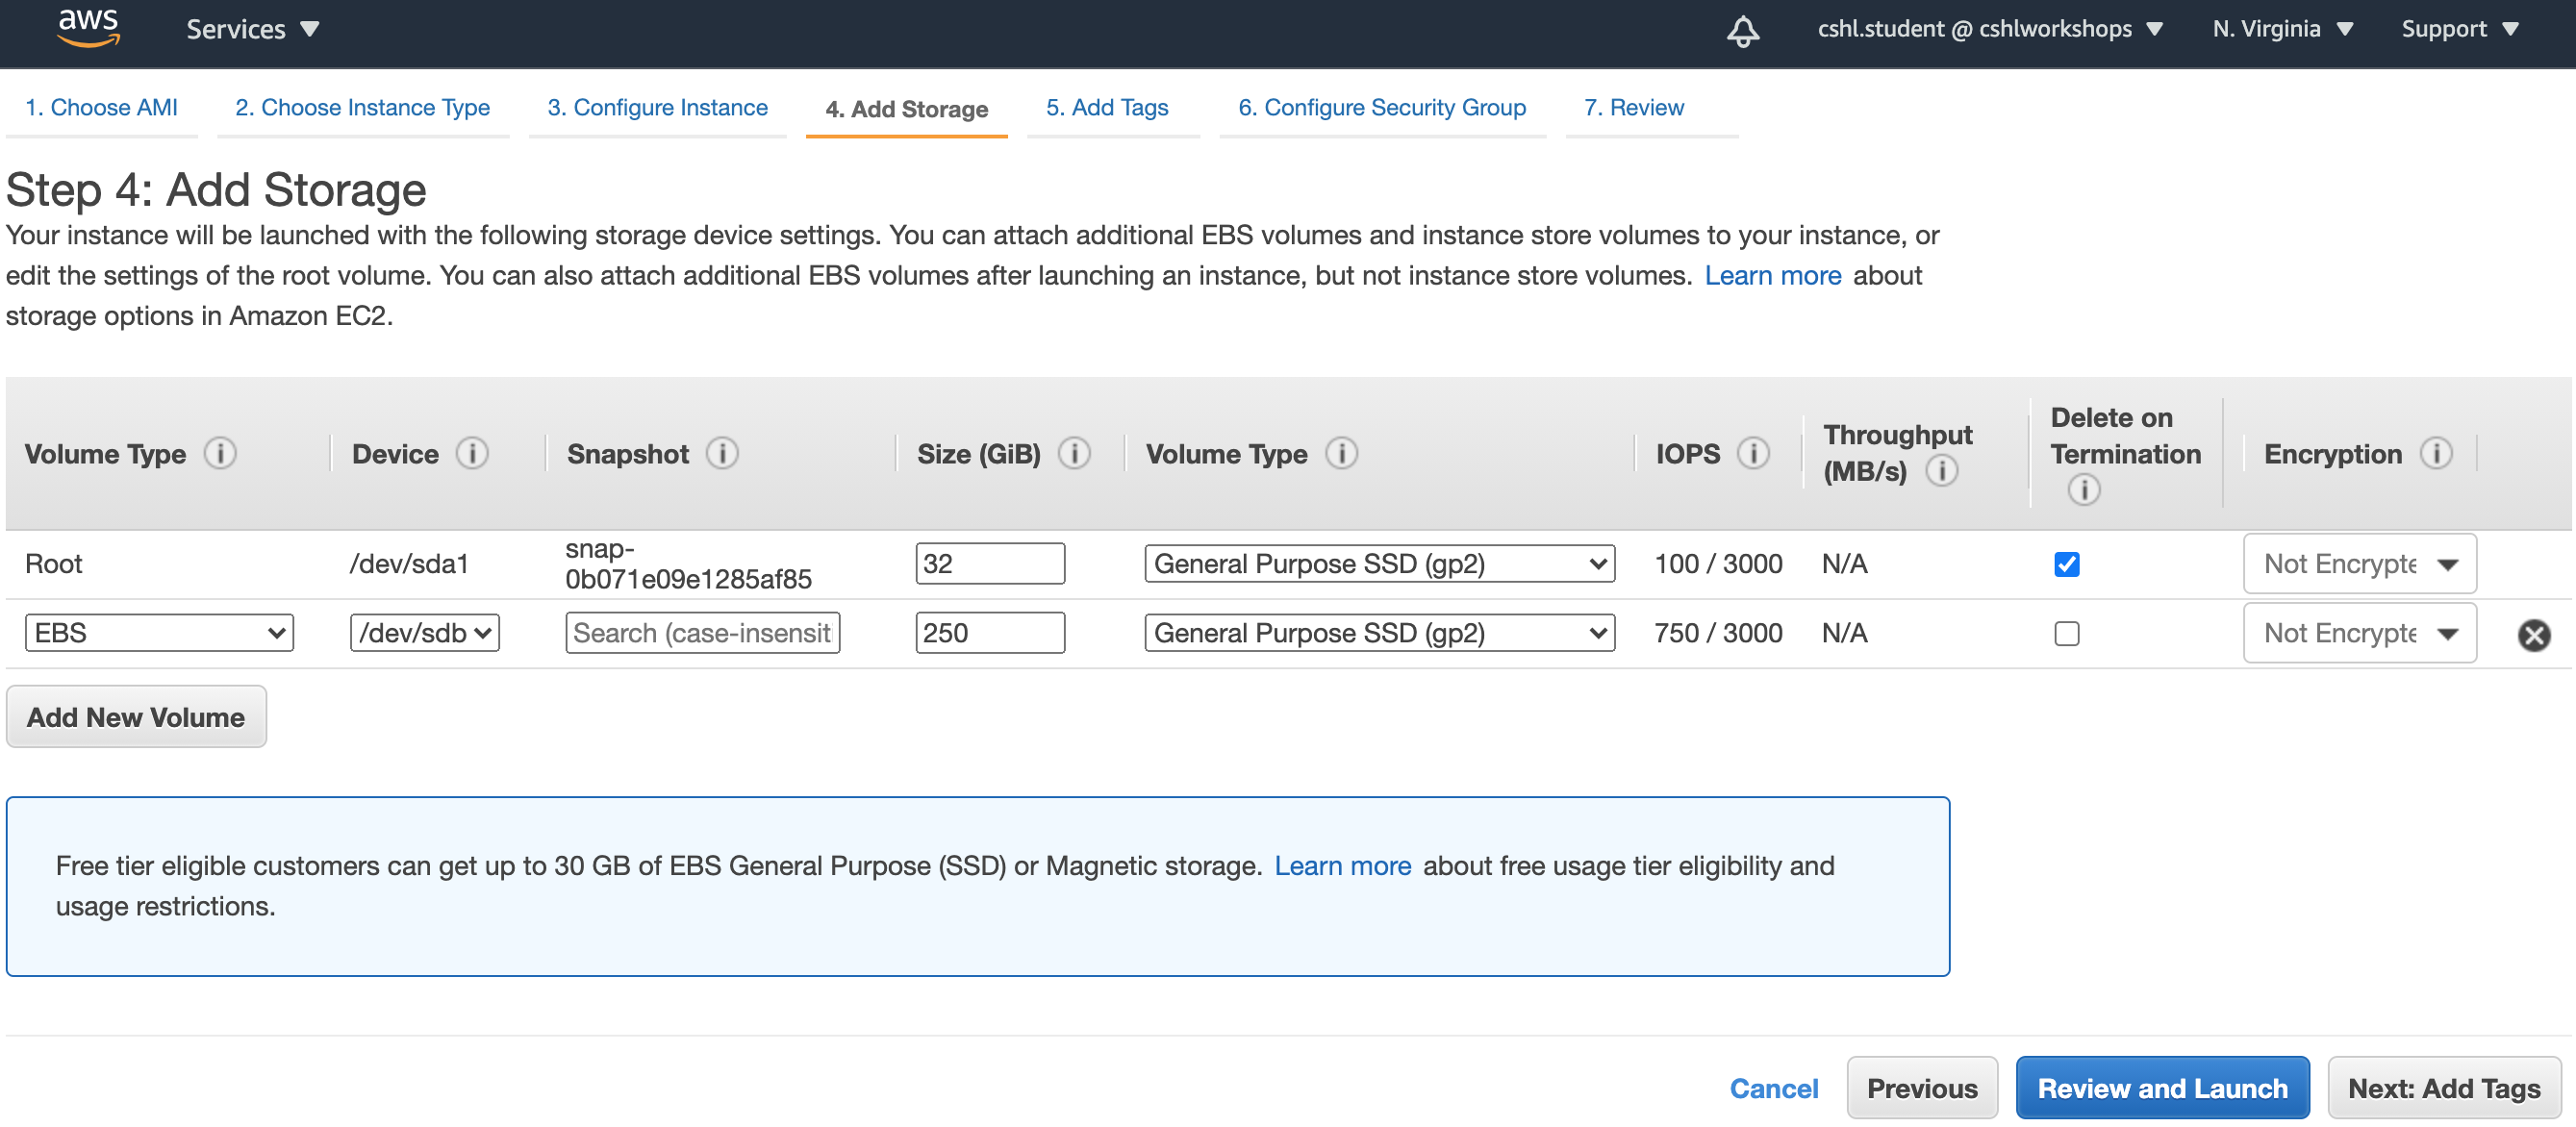 aws Services cshl.student @ cshlworkshops N. Virginia Support
1. Choose AMI 2. Choose Instance Type 3. Configure Instance 4. Add Storage 5. Add Tags 6. Configure Security Group 7. Review
Step 4: Add Storage
Your instance will be launched with the following storage device settings. You can attach additional EBS volumes and instance store volumes to your instance, or
edit the settings of the root volume. You can also attach additional EBS volumes after launching an instance, but not instance store volumes. Learn more about
storage options in Amazon EC2.
Volume Type i Device i Snapshot i Size (GiB) i Volume Type i IOPS i Throughput (MB/s) i Delete on Termination i Encryption i
Root /dev/sda1 snap-0b071e09e1285af85 32 General Purpose SSD (gp2) 100 / 3000 N/A Not Encrypte
EBS /dev/sdb Search (case-insensit 250 General Purpose SSD (gp2) 750 / 3000 N/A Not Encrypte
Add New Volume
Free tier eligible customers can get up to 30 GB of EBS General Purpose (SSD) or Magnetic storage. Learn more about free usage tier eligibility and
usage restrictions.
Cancel Previous Review and Launch Next: Add Tags